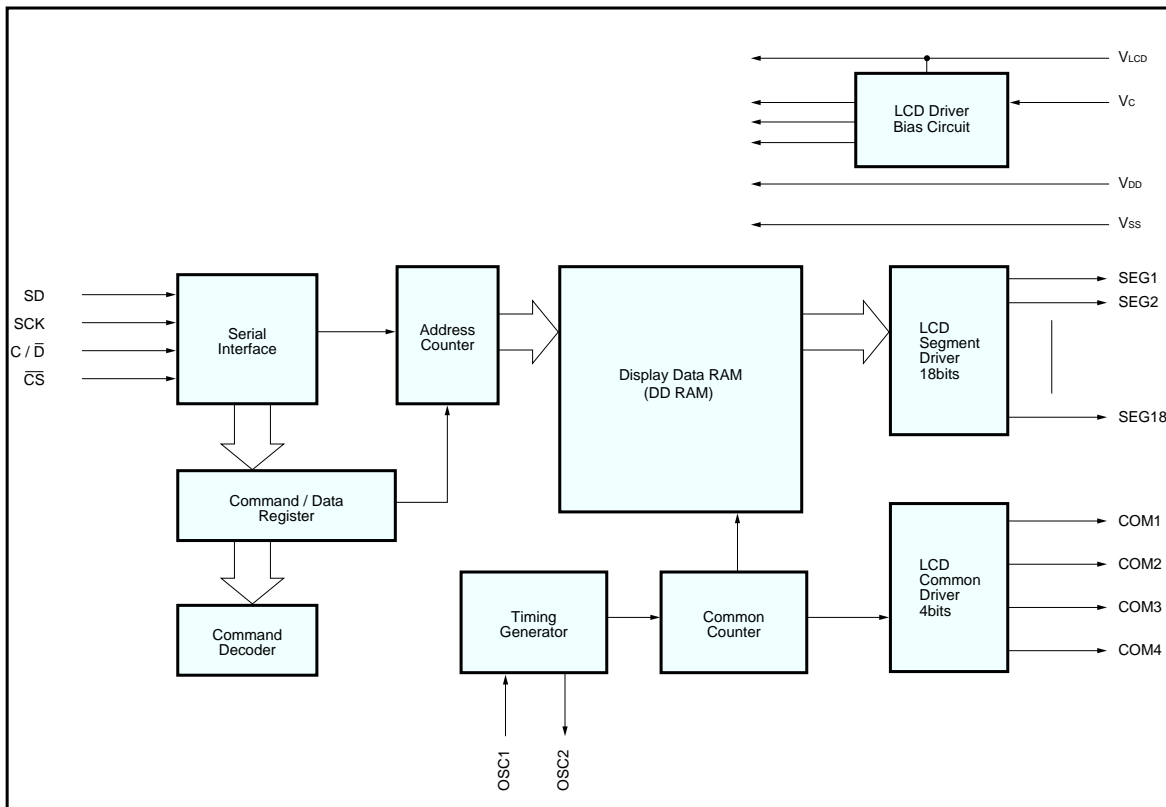 VLCD
LCD Driver
Bias Circuit
VC
VDD
VSS
SD
SCK
C / D̅
C̅S̅
Serial
Interface
Address
Counter
Display Data RAM
(DD RAM)
LCD
Segment
Driver
18bits
SEG1
SEG2
SEG18
Command / Data
Register
Command
Decoder
Timing
Generator
Common
Counter
LCD
Common
Driver
4bits
COM1
COM2
COM3
COM4
OSC1
OSC2